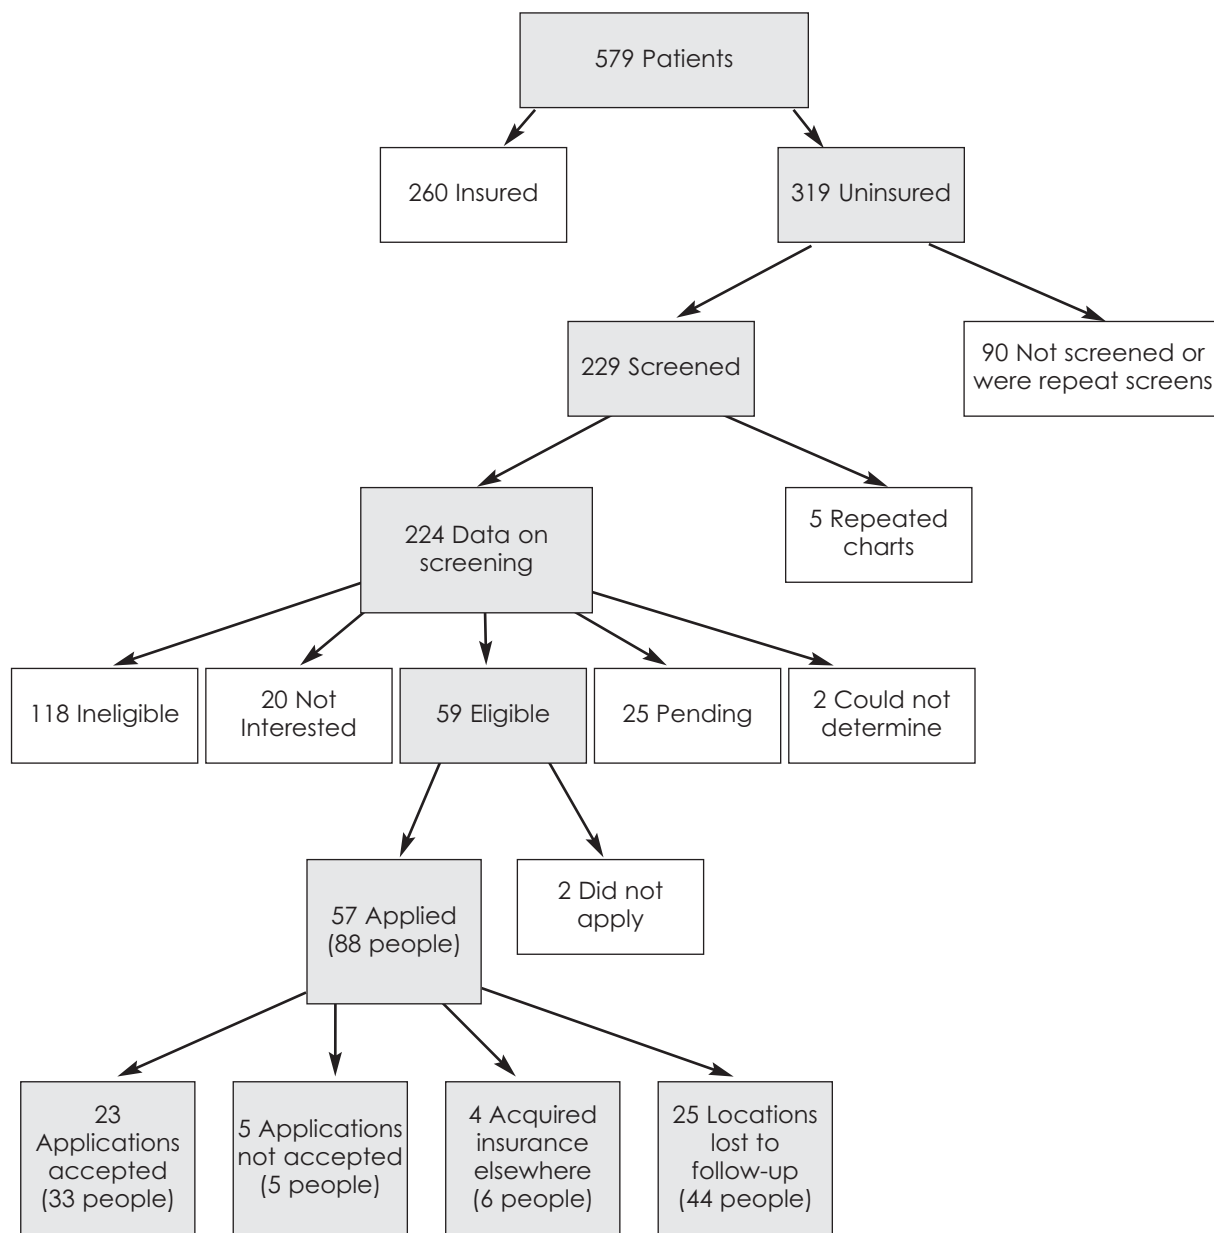 579 Patients
260 Insured
319 Uninsured
229 Screened
90 Not screened or
were repeat screens
224 Data on
screening
5 Repeated
charts
118 Ineligible
20 Not
Interested
59 Eligible
25 Pending
2 Could not
determine
57 Applied
(88 people)
2 Did not
apply
23
Applications
accepted
(33 people)
5 Applications
not accepted
(5 people)
4 Acquired
insurance
elsewhere
(6 people)
25 Locations
lost to
follow-up
(44 people)